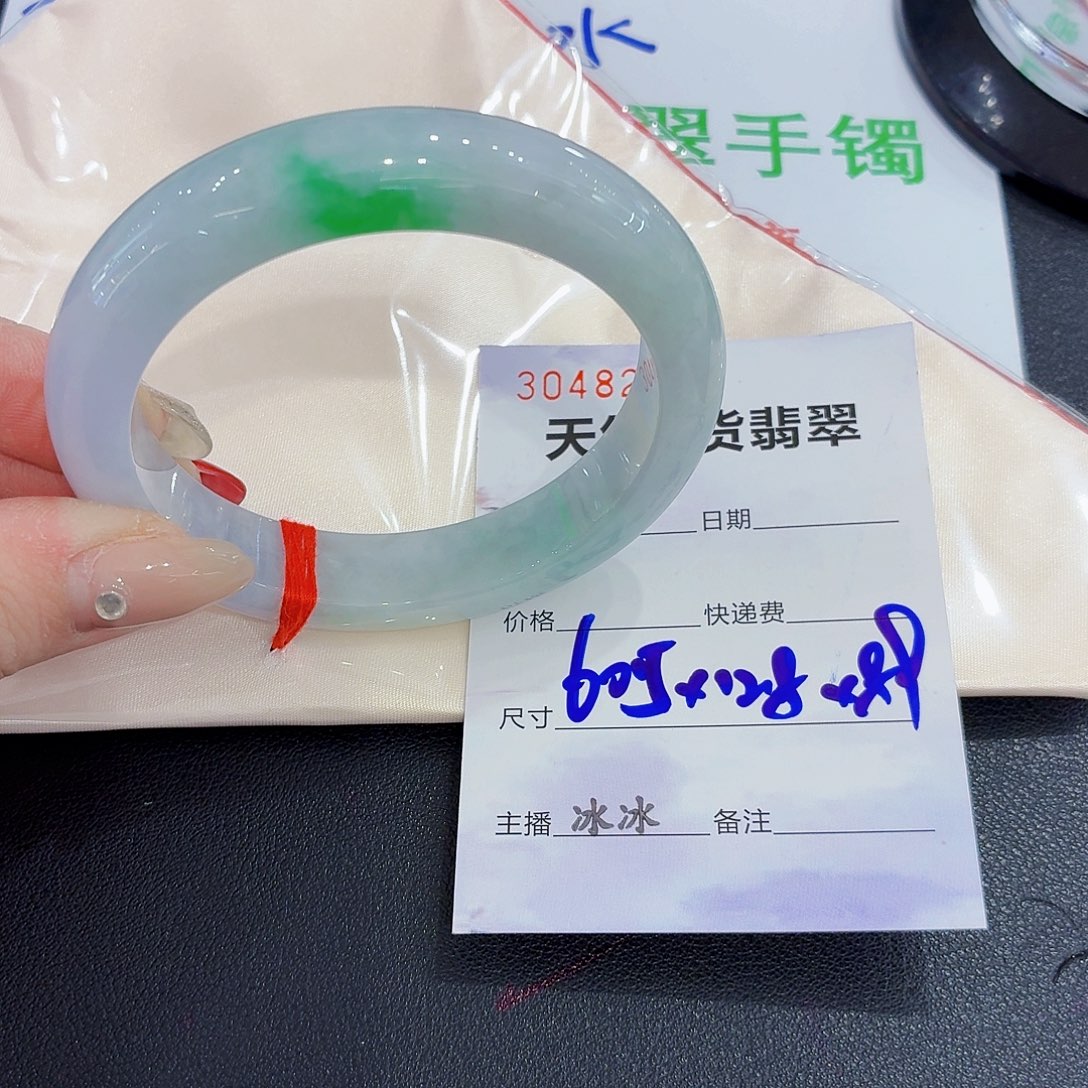 翠手镯
30482
天 货翡翠
日期
价格 快递费
尺寸
主播 冰冰 备注